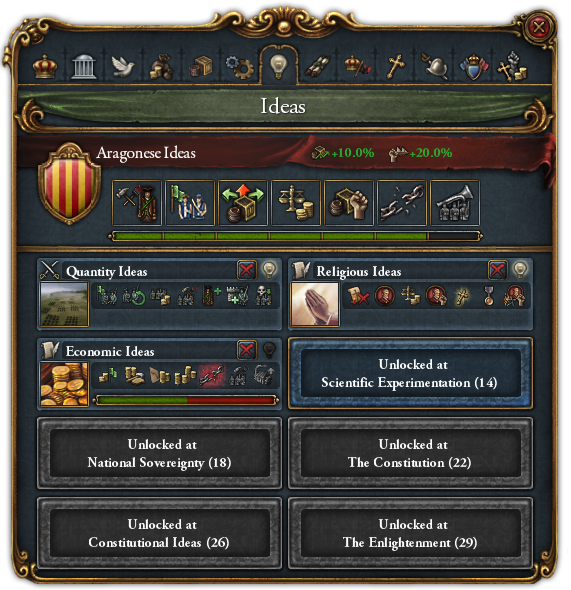 Ideas
Aragonese Ideas
+10.0%
+20.0%
Quantity Ideas
Religious Ideas
Economic Ideas
Unlocked at
Scientific Experimentation (14)
Unlocked at
National Sovereignty (18)
Unlocked at
The Constitution (22)
Unlocked at
Constitutional Ideas (26)
Unlocked at
The Enlightenment (29)